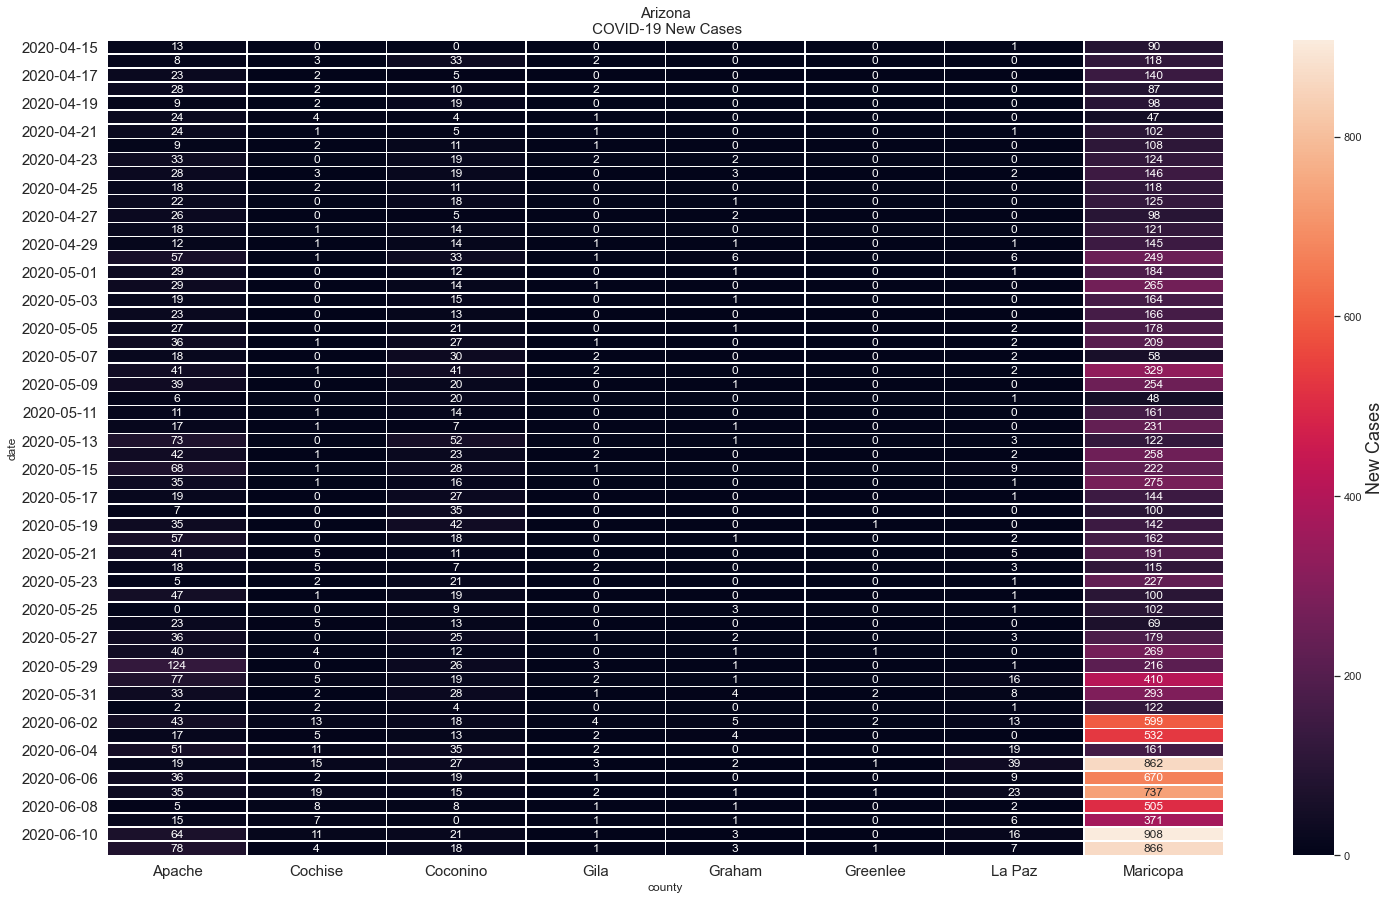 Arizona
COVID-19 New Cases
2020-04-15 13 0 0 0 0 0 1 90
8 3 33 2 0 0 0 118
2020-04-17 23 2 5 0 0 0 0 140
28 2 10 2 0 0 0 87
2020-04-19 9 2 19 0 0 0 0 98
24 4 4 1 0 0 0 47
2020-04-21 24 1 5 1 0 0 1 102
9 2 11 1 0 0 0 108
2020-04-23 33 0 19 2 2 0 0 124
28 3 19 0 3 0 2 146
2020-04-25 18 2 11 0 0 0 0 118
22 0 18 0 1 0 0 125
2020-04-27 26 0 5 0 2 0 0 98
18 1 14 0 0 0 0 121
2020-04-29 12 1 14 1 1 0 1 145
57 1 33 1 6 0 6 249
2020-05-01 29 0 12 0 1 0 1 184
29 0 14 1 0 0 0 265
2020-05-03 19 0 15 0 1 0 0 164
23 0 13 0 0 0 0 166
2020-05-05 27 0 21 0 1 0 2 178
36 1 27 1 0 0 2 209
2020-05-07 18 0 30 2 0 0 2 58
41 1 41 2 0 0 2 329
2020-05-09 39 0 20 0 1 0 0 254
6 0 20 0 0 0 1 48
2020-05-11 11 1 14 0 0 0 0 161
17 1 7 0 1 0 0 231
2020-05-13 73 0 52 0 1 0 3 122
42 1 23 2 0 0 2 258
2020-05-15 68 1 28 1 0 0 9 222
35 1 16 0 0 0 1 275
2020-05-17 19 0 27 0 0 0 1 144
7 0 35 0 0 0 0 100
2020-05-19 35 0 42 0 0 1 0 142
57 0 18 0 1 0 2 162
2020-05-21 41 5 11 0 0 0 5 191
18 5 7 2 0 0 3 115
2020-05-23 5 2 21 0 0 0 1 227
47 1 19 0 0 0 1 100
2020-05-25 0 0 9 0 3 0 1 102
23 5 13 0 0 0 0 69
2020-05-27 36 0 25 1 2 0 3 179
40 4 12 0 1 1 0 269
2020-05-29 124 0 26 3 1 0 1 216
77 5 19 2 1 0 16 410
2020-05-31 33 2 28 1 4 2 8 293
2 2 4 0 0 0 1 122
2020-06-02 43 13 18 4 5 2 13 599
17 5 13 2 4 0 0 532
2020-06-04 51 11 35 2 0 0 19 161
19 15 27 3 2 1 39 862
2020-06-06 36 2 19 1 0 0 9 670
35 19 15 2 1 1 23 737
2020-06-08 5 8 8 1 1 0 2 505
15 7 0 1 1 0 6 371
2020-06-10 64 11 21 1 3 0 16 908
78 4 18 1 3 1 7 866
Apache Cochise Coconino Gila Graham Greenlee La Paz Maricopa
county
date
800
600
400
200
0
New Cases